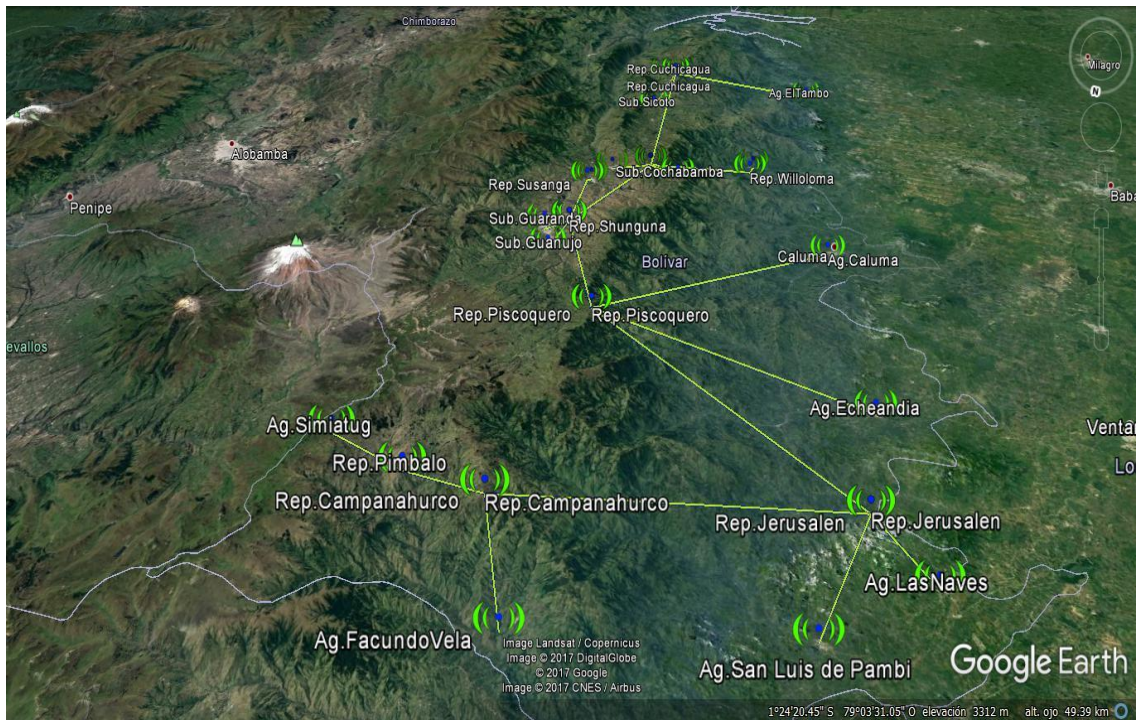 Chimborazo
Milagro
N
Rep.Cuchicagua
Rep.Cuchicagua
Sub.Sicoto
Ag.ElTambo
Alobamba
Penipe
Rep.Susanga
Sub.Cochabamba
Rep.Willoloma
Baba
Sub.Guaranda
Rep.Shunguna
Sub.Guanujo
Bolívar
Caluma
Ag.Caluma
Rep.Piscoquero
Rep.Piscoquero
evallos
Ag.Echeandia
Ag.Simiatug
Ventan
Rep.Pimbalo
Lo
Rep.Campanahurco
Rep.Campanahurco
Rep.Jerusalen
Rep.Jerusalen
Ag.LasNaves
Ag.FacundoVela
Image Landsat / Copernicus
Image © 2017 DigitalGlobe
© 2017 Google
Image © 2017 CNES / Airbus
Ag.San Luis de Pambi
Google Earth
1°24'20.45" S 79°03'31.05" O elevación 3312 m alt. ojo 49.39 km